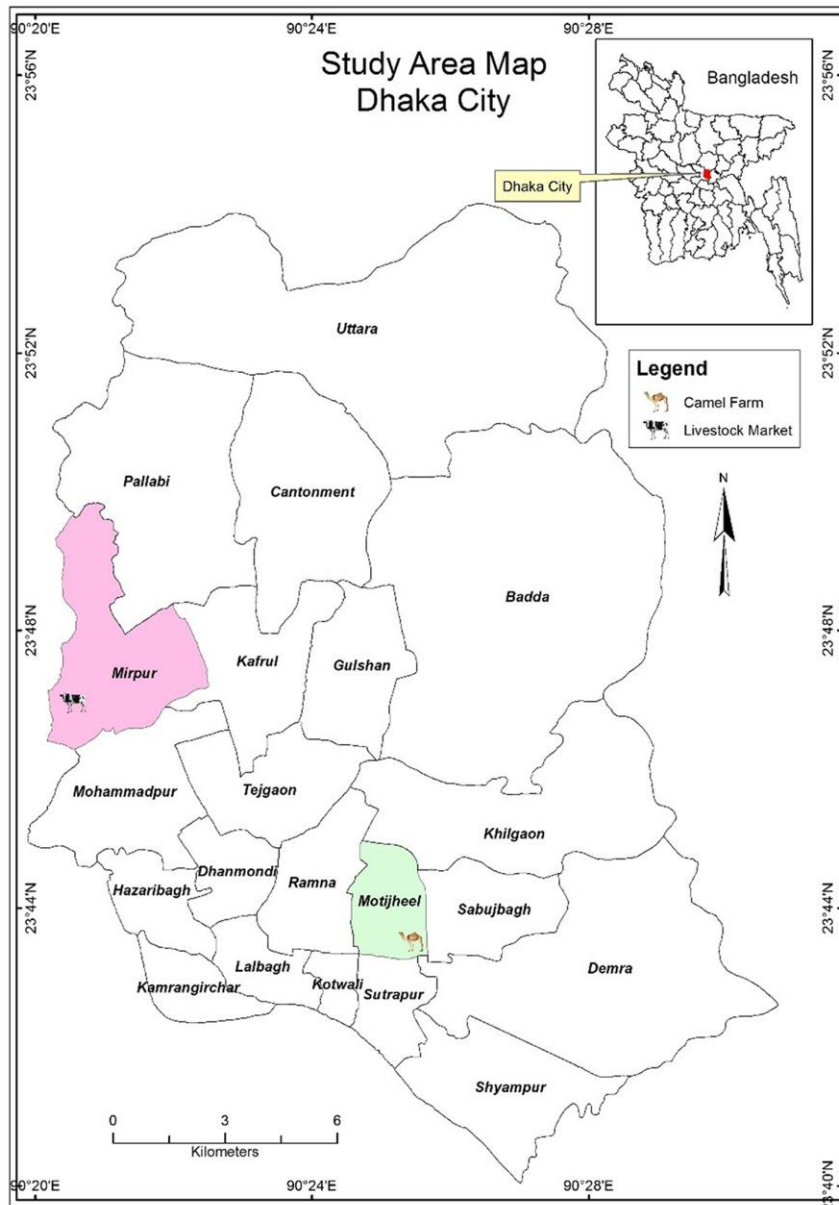 90°20'E
90°24'E
90°28'E
23°56'N
23°56'N
Study Area Map
Dhaka City
Bangladesh
Dhaka City
Uttara
23°52'N
23°52'N
Legend
Camel Farm
Livestock Market
N
Pallabi
Cantonment
Badda
23°48'N
23°48'N
Mirpur
Kafrul
Gulshan
Mohammadpur
Tejgaon
Khilgaon
Dhanmondi
Hazaribagh
Ramna
Motijheel
Sabujbagh
23°44'N
23°44'N
Lalbagh
Kotwali
Demra
Kamrangirchar
Sutrapur
Shyampur
0
3
6
Kilometers
23°40'N
90°20'E
90°24'E
90°28'E